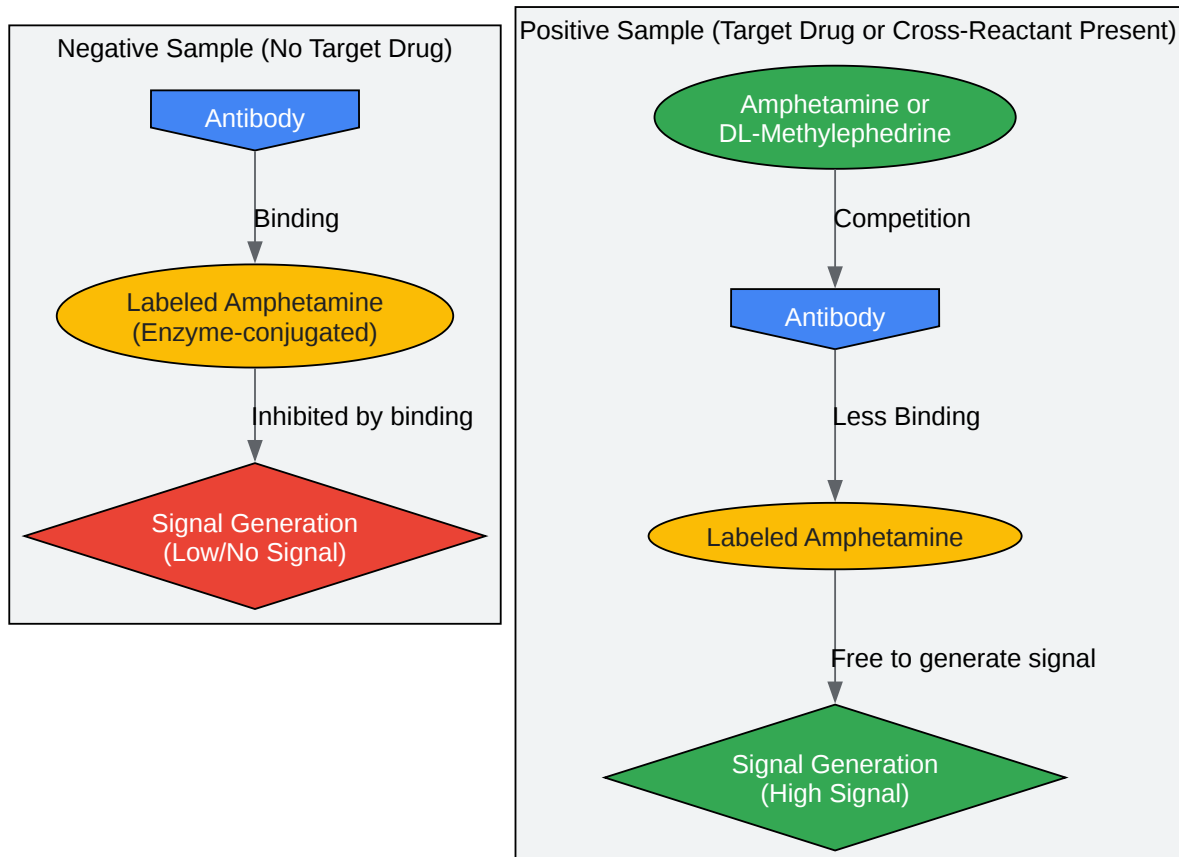 Negative Sample (No Target Drug)
Antibody
Binding
Labeled Amphetamine
(Enzyme-conjugated)
Inhibited by binding
Signal Generation
(Low/No Signal)
Positive Sample (Target Drug or Cross-Reactant Present)
Amphetamine or
DL-Methylephedrine
Competition
Antibody
Less Binding
Labeled Amphetamine
Free to generate signal
Signal Generation
(High Signal)